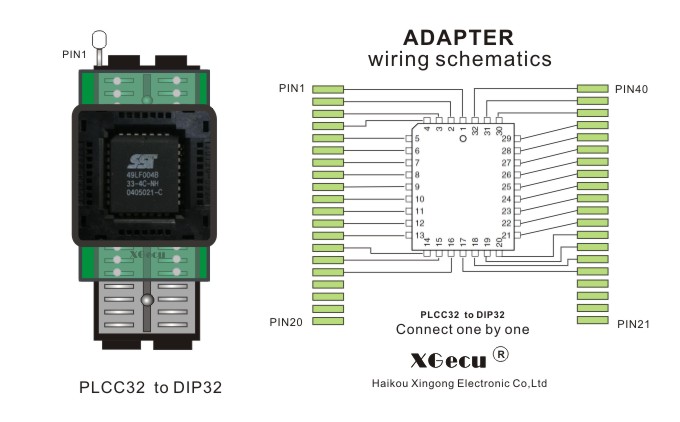 PIN1
SST
49LF004B
33-4C-NH
0405021-C
XGecu
PLCC32 to DIP32
ADAPTER
wiring schematics
PIN1
PIN40
4 3 2 1 32 31 30
5
6
7
8
9
10
11
12
13
29
28
27
26
25
24
23
22
21
14 15 16 17 18 19 20
PIN20
PIN21
PLCC32 to DIP32
Connect one by one
XGecu ®
Haikou Xingong Electronic Co,Ltd